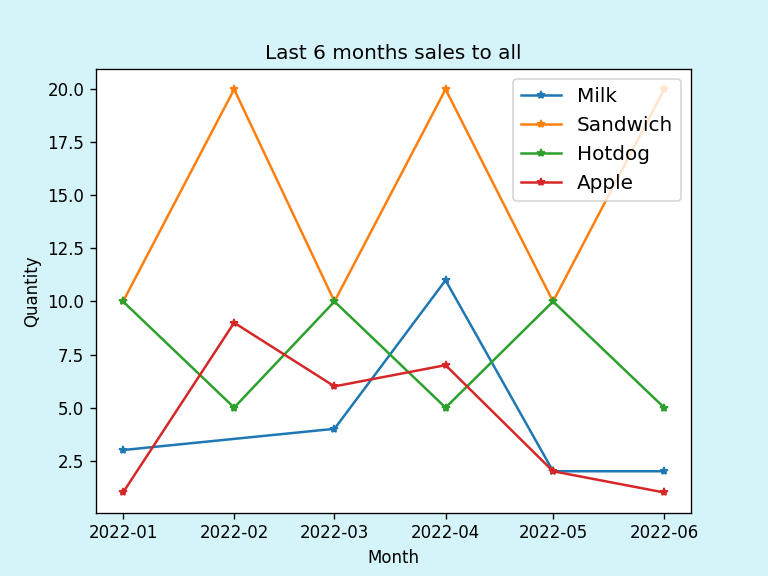 Last 6 months sales to all
Milk
Sandwich
Hotdog
Apple
20.0
17.5
15.0
12.5
10.0
7.5
5.0
2.5
Quantity
2022-01 2022-02 2022-03 2022-04 2022-05 2022-06
Month